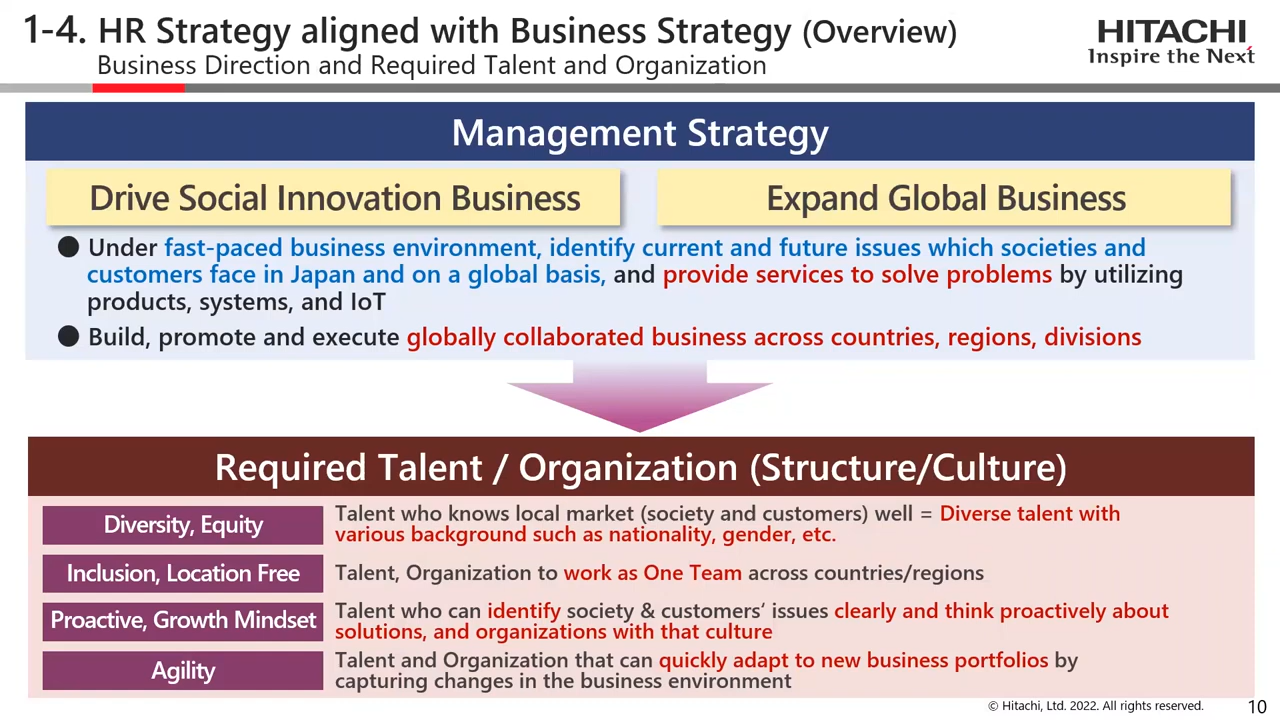 1-4. HR Strategy aligned with Business Strategy (Overview)
Business Direction and Required Talent and Organization
HITACHI
Inspire the Next
Management Strategy
Drive Social Innovation Business
Expand Global Business
● Under fast-paced business environment, identify current and future issues which societies and
customers face in Japan and on a global basis, and provide services to solve problems by utilizing
products, systems, and IoT
● Build, promote and execute globally collaborated business across countries, regions, divisions
Required Talent / Organization (Structure/Culture)
Diversity, Equity
Talent who knows local market (society and customers) well = Diverse talent with
various background such as nationality, gender, etc.
Inclusion, Location Free
Talent, Organization to work as One Team across countries/regions
Proactive, Growth Mindset
Talent who can identify society & customers‘ issues clearly and think proactively about
solutions, and organizations with that culture
Agility
Talent and Organization that can quickly adapt to new business portfolios by
capturing changes in the business environment
© Hitachi, Ltd. 2022. All rights reserved.
10